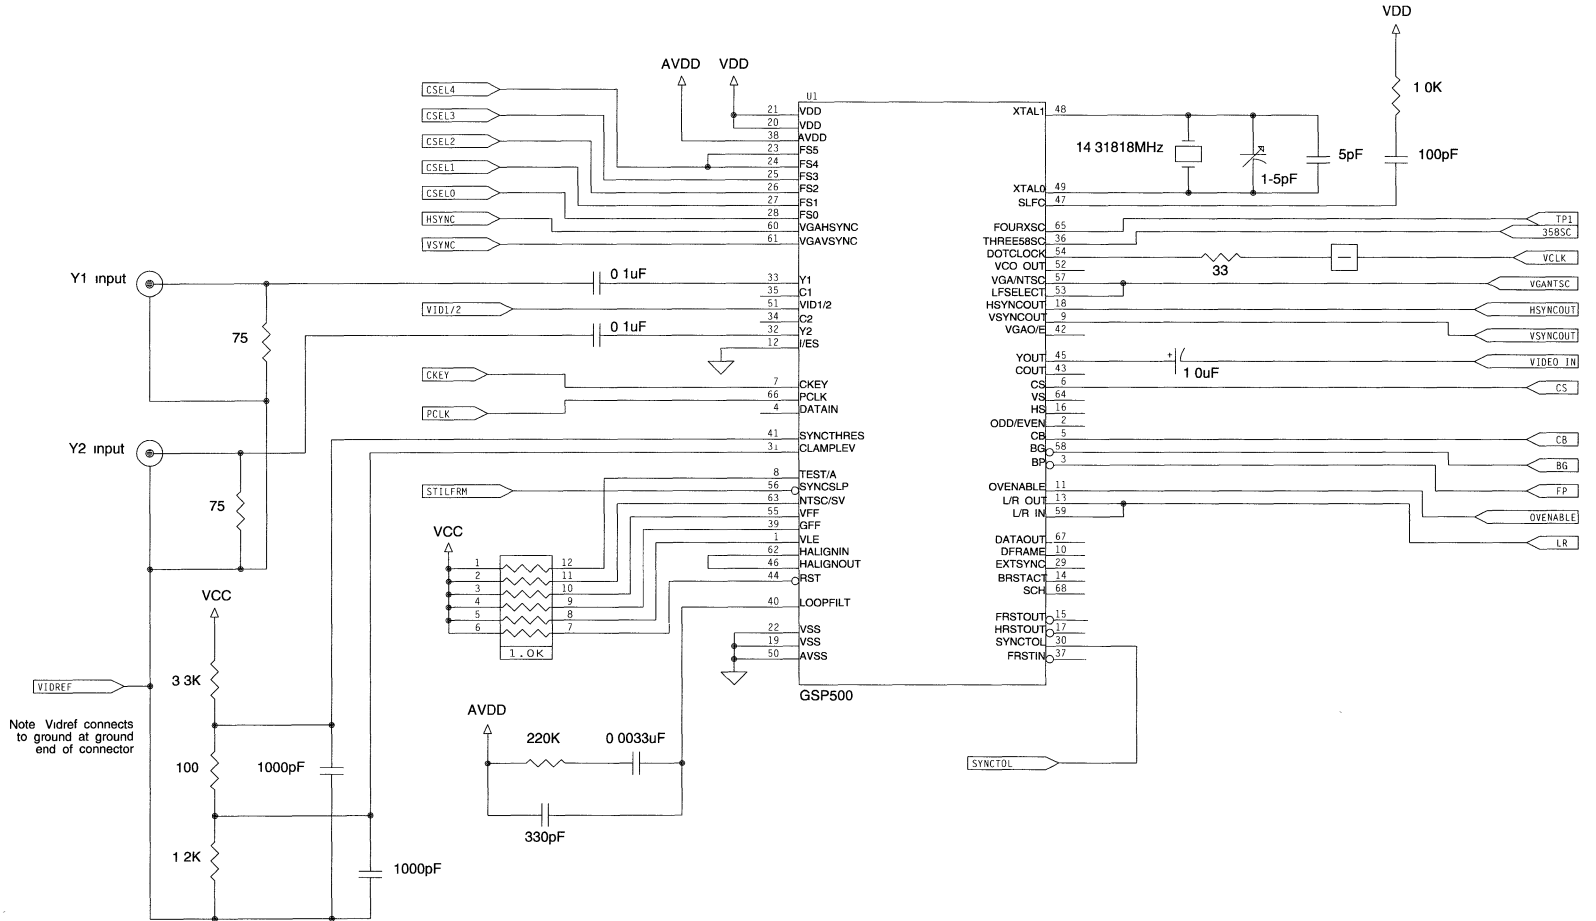 VDD
AVDD VDD
1 0K
100pF
CSEL4
CSEL3
CSEL2
CSEL1
CSEL0
HSYNC
VSYNC
U1
21 VDD
20 VDD
38 AVDD
23 FS5
24 FS4
25 FS3
26 FS2
27 FS1
28 FS0
60 VGAHSYNC
61 VGAVSYNC
33 Y1
35 C1
51 VID1/2
34 C2
32 Y2
12 I/ES
7 CKEY
66 PCLK
4 DATAIN
41 SYNCTHRES
31 CLAMPLEV
8 TEST/A
56 SYNCSLP
63 NTSC/SV
55 VFF
39 GFF
1 VLE
62 HALIGNIN
46 HALIGNOUT
44 RST
40 LOOPFILT
22 VSS
19 VSS
50 AVSS
GSP500
XTAL1 48
XTAL0 49
SLFC 47
FOURXSC 65
THREE58SC 36
DOTCLOCK 54
VCO OUT 52
VGA/NTSC 57
LFSELECT 53
HSYNCOUT 18
VSYNCOUT 9
VGAO/E 42
YOUT 45
COUT 43
CS 6
VS 64
HS 16
ODD/EVEN 2
CB 5
BG 58
BP 3
OVENABLE 11
L/R OUT 13
L/R IN 59
DATAOUT 67
DFRAME 10
EXTSYNC 29
BRSTACT 14
SCH 68
FRSTOUT 15
HRSTOUT 17
SYNCTOL 30
FRSTIN 37
14 31818MHz
1-5pF
5pF
TP1
358SC
33
VCLK
VGANTSC
HSYNCOUT
VSYNCOUT
+
1 0uF
VIDEO IN
CS
CB
BG
FP
OVENABLE
LR
SYNCTOL
Y1 input
75
0 1uF
VID1/2
0 1uF
CKEY
PCLK
Y2 input
75
STILFRM
VCC
1 12
2 11
3 10
4 9
5 8
6 7
1.0K
VCC
3 3K
VIDREF
Note Vidref connects
to ground at ground
end of connector
100
1000pF
1 2K
1000pF
AVDD
220K
0 0033uF
330pF